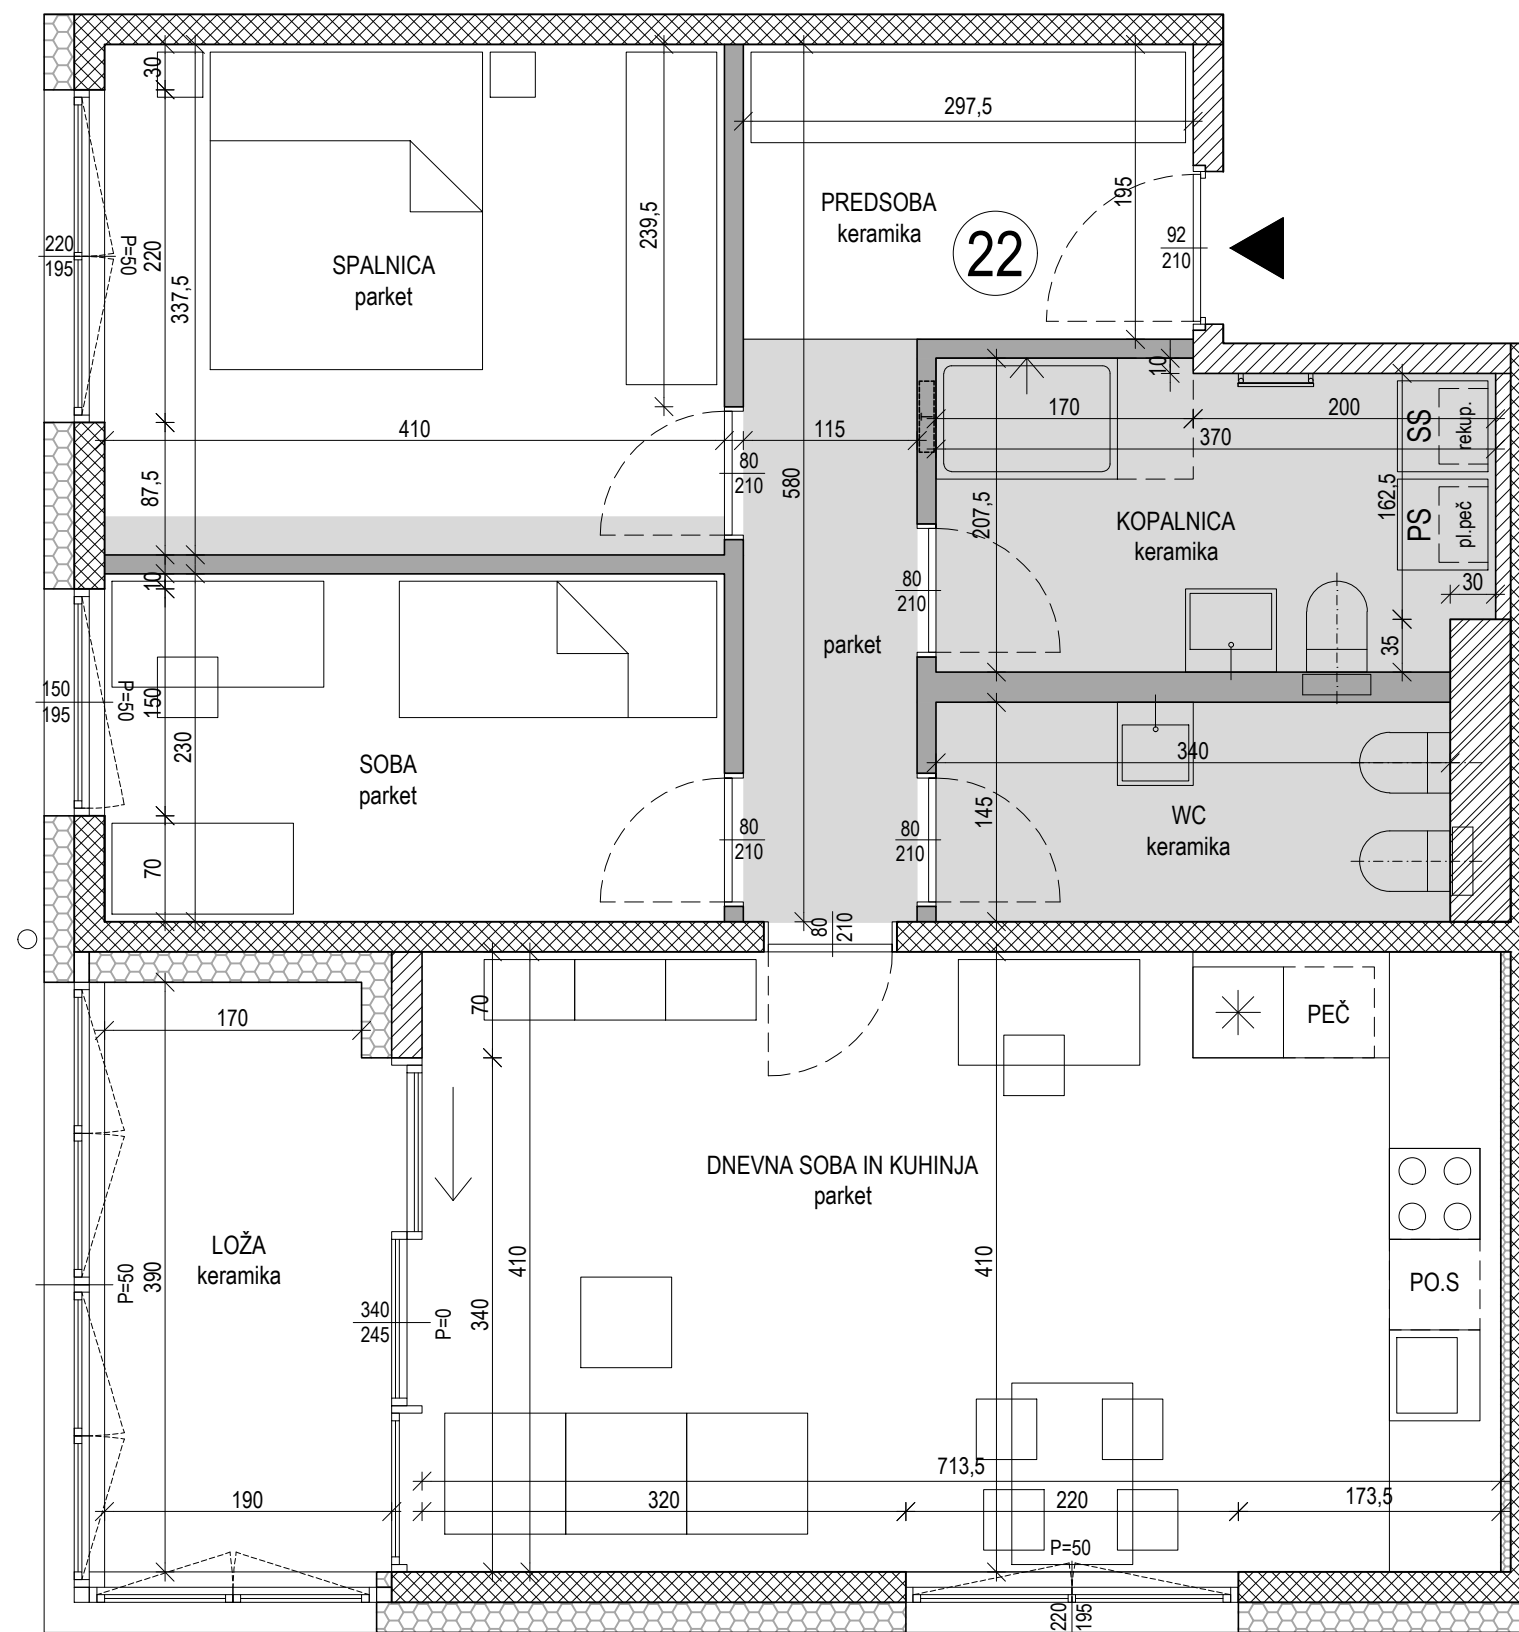 30
297,5
PREDSOBA
keramika
195
22
92
210
239,5
SPALNICA
parket
220
195
P=50
220
337,5
10
170
200
370
SS
rekup.
410
115
80
210
580
87,5
207,5
KOPALNICA
keramika
162,5
PS
pl.peč
30
10
80
210
parket
35
150
195
P=50
150
230
SOBA
parket
340
145
WC
keramika
70
80
210
80
210
80
210
70
170
PEČ
DNEVNA SOBA IN KUHINJA
parket
LOŽA
keramika
P=50
390
340
245
P=0
340
410
410
PO.S
713,5
190
320
220
173,5
P=50
220
195